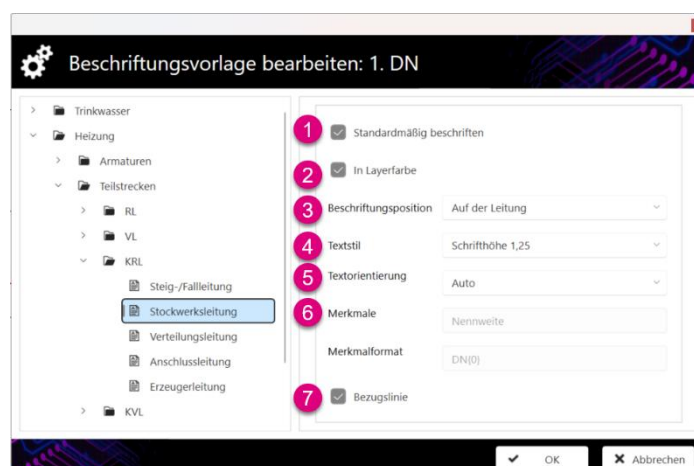 Beschriftungsvorlage bearbeiten: 1. DN
Trinkwasser
Heizung
Armaturen
Teilstrecken
RL
VL
KRL
Steig-/Fallleitung
Stockwerksleitung
Verteilungsleitung
Anschlussleitung
Erzeugerleitung
KVL
1 Standardmäßig beschriften
2 In Layerfarbe
3 Beschriftungsposition Auf der Leitung
4 Textstil Schrifthöhe 1,25
5 Textorientierung Auto
6 Merkmale Nennweite
Merkmalformat DN{0}
7 Bezugslinie
OK Abbrechen